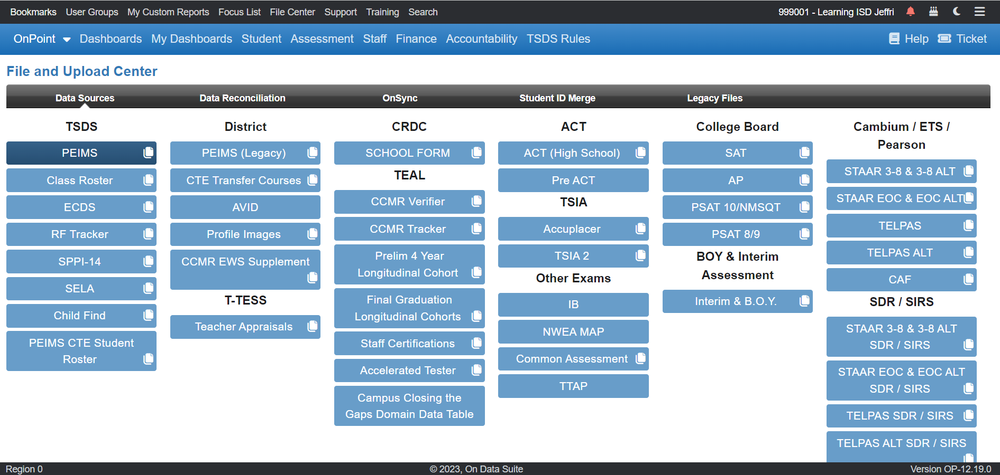 Bookmarks User Groups My Custom Reports Focus List File Center Support Training Search 999001 - Learning ISD Jeffri
OnPoint Dashboards My Dashboards Student Assessment Staff Finance Accountability TSDS Rules Help Ticket
File and Upload Center
Data Sources Data Reconciliation OnSync Student ID Merge Legacy Files
TSDS
PEIMS
Class Roster
ECDS
RF Tracker
SPPI-14
SELA
Child Find
PEIMS CTE Student
Roster
District
PEIMS (Legacy)
CTE Transfer Courses
AVID
Profile Images
CCMR EWS Supplement
T-TESS
Teacher Appraisals
CRDC
SCHOOL FORM
TEAL
CCMR Verifier
CCMR Tracker
Prelim 4 Year
Longitudinal Cohort
Final Graduation
Longitudinal Cohorts
Staff Certifications
Accelerated Tester
Campus Closing the
Gaps Domain Data Table
ACT
ACT (High School)
Pre ACT
TSIA
Accuplacer
TSIA 2
Other Exams
IB
NWEA MAP
Common Assessment
TTAP
College Board
SAT
AP
PSAT 10/NMSQT
PSAT 8/9
BOY & Interim
Assessment
Interim & B.O.Y.
Cambium / ETS /
Pearson
STAAR 3-8 & 3-8 ALT
STAAR EOC & EOC ALT
TELPAS
TELPAS ALT
CAF
SDR / SIRS
STAAR 3-8 & 3-8 ALT
SDR / SIRS
STAAR EOC & EOC ALT
SDR / SIRS
TELPAS SDR / SIRS
TELPAS ALT SDR / SIRS
Region 0 © 2023, On Data Suite Version OP-12.19.0